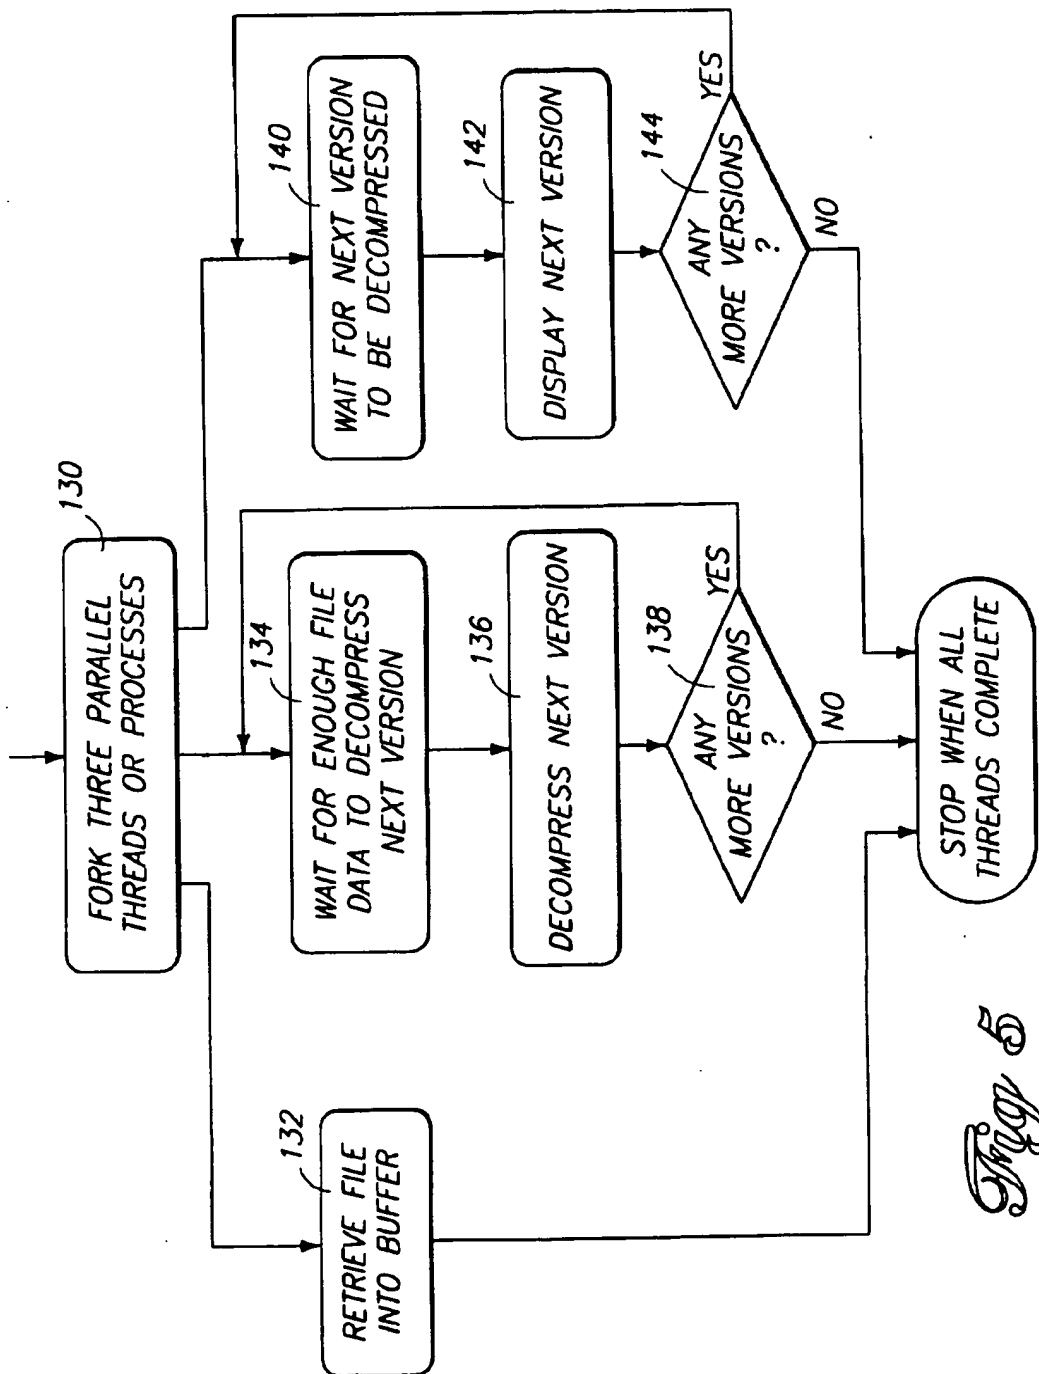 130
FORK THREE PARALLEL
THREADS OR PROCESSES
132
RETRIEVE FILE
INTO BUFFER
134
WAIT FOR ENOUGH FILE
DATA TO DECOMPRESS
NEXT VERSION
136
DECOMPRESS NEXT VERSION
138
ANY
MORE VERSIONS
?
YES
NO
140
WAIT FOR NEXT VERSION
TO BE DECOMPRESSED
142
DISPLAY NEXT VERSION
144
ANY
MORE VERSIONS
?
YES
NO
STOP WHEN ALL
THREADS COMPLETE
Fig 5